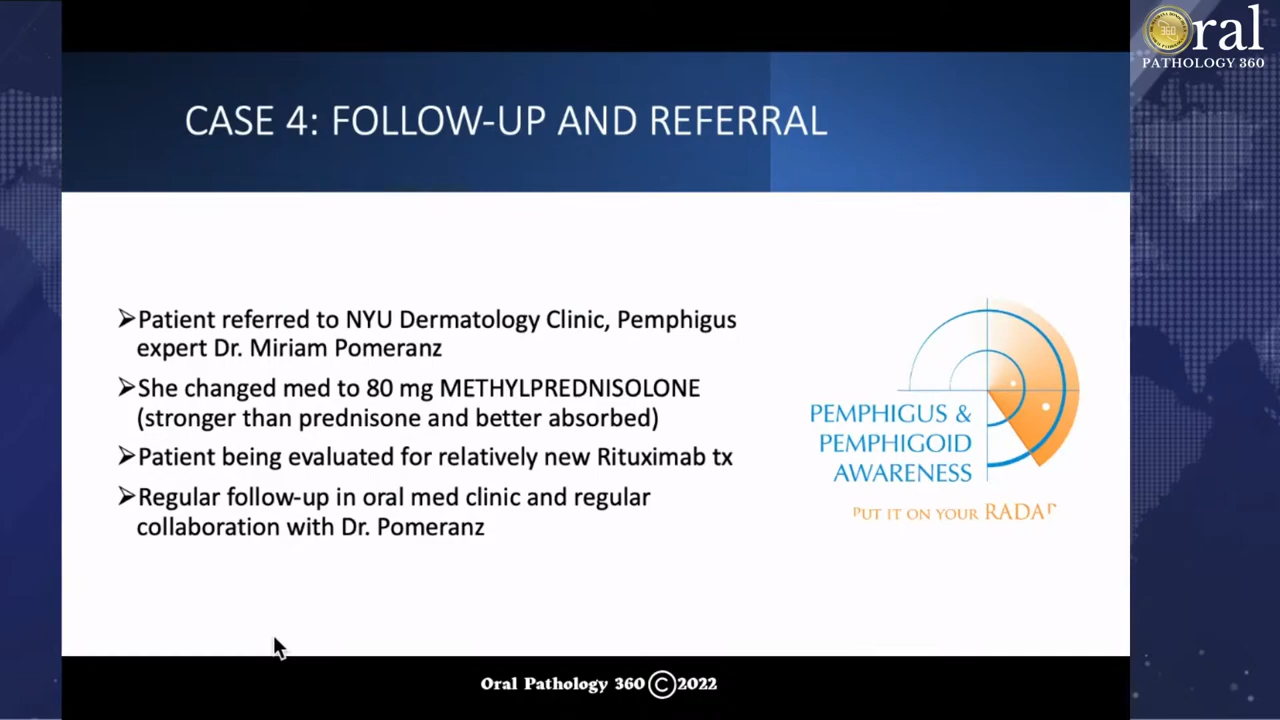 Oral
PATHOLOGY 360
CASE 4: FOLLOW-UP AND REFERRAL
➢Patient referred to NYU Dermatology Clinic, Pemphigus
expert Dr. Miriam Pomeranz
➢She changed med to 80 mg METHYLPREDNISOLONE
(stronger than prednisone and better absorbed)
➢Patient being evaluated for relatively new Rituximab tx
➢Regular follow-up in oral med clinic and regular
collaboration with Dr. Pomeranz
PEMPHIGUS &
PEMPHIGOID
AWARENESS
PUT IT ON YOUR RADAR
Oral Pathology 360 © 2022